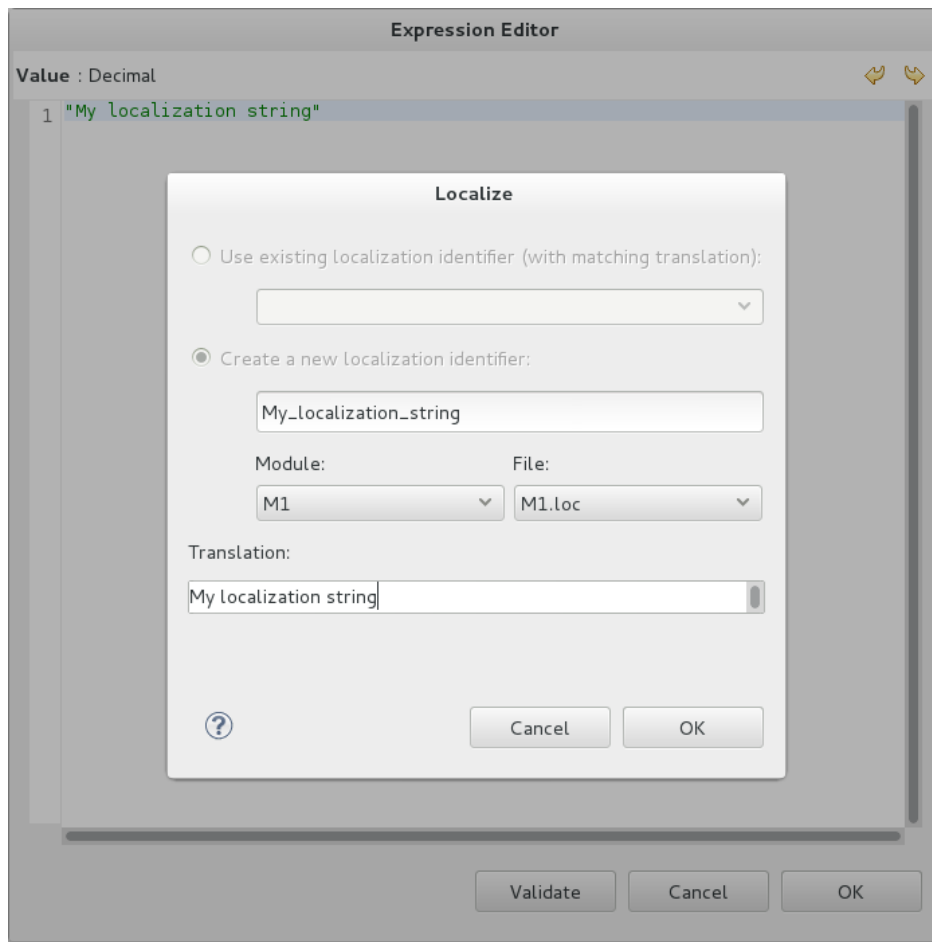 Expression Editor
Value : Decimal
1 "My localization string"
Localize
Use existing localization identifier (with matching translation):
Create a new localization identifier:
My_localization_string
Module: File:
M1 M1.loc
Translation:
My localization string
? Cancel OK
Validate Cancel OK